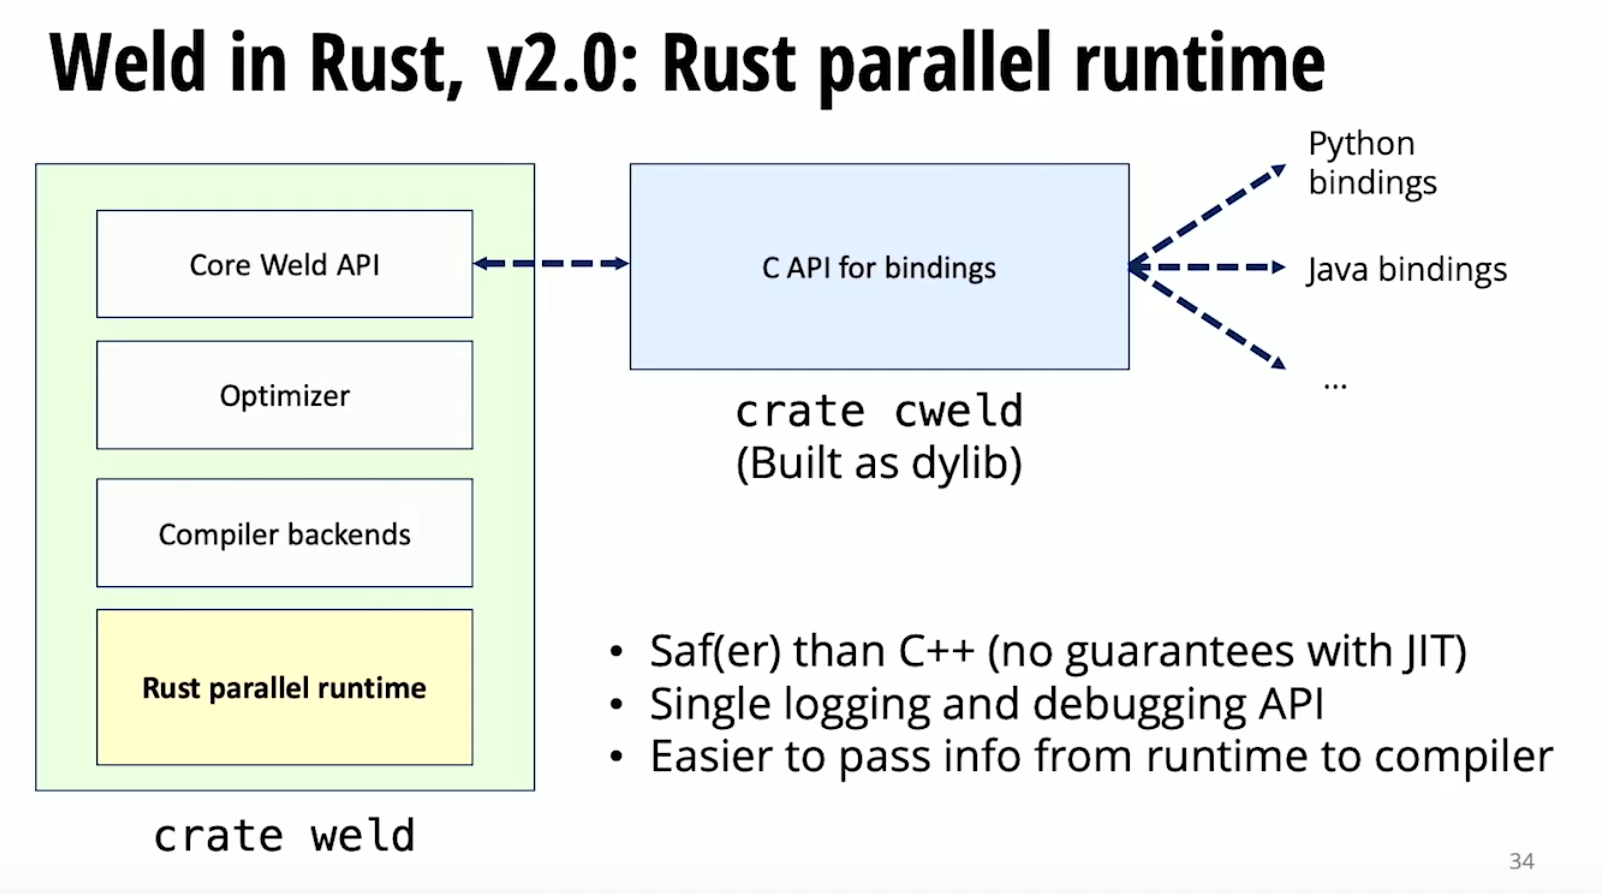 Weld in Rust, v2.0: Rust parallel runtime
Core Weld API
Optimizer
Compiler backends
Rust parallel runtime
crate weld
C API for bindings
crate cweld
(Built as dylib)
Python
bindings
Java bindings
...
• Saf(er) than C++ (no guarantees with JIT)
• Single logging and debugging API
• Easier to pass info from runtime to compiler
34